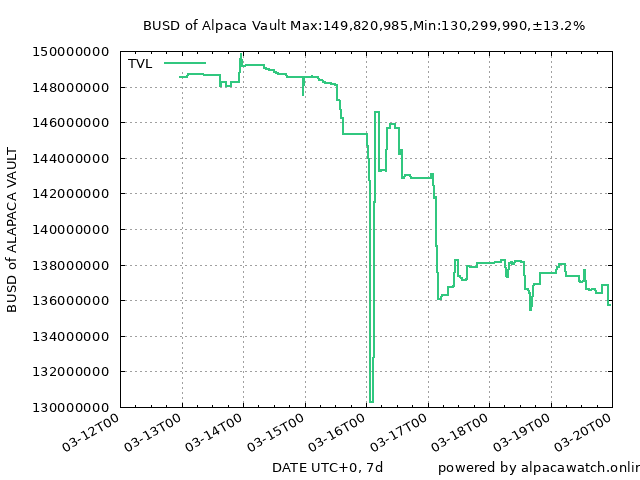 BUSD of Alpaca Vault Max:149,820,985,Min:130,299,990,±13.2%
TVL
BUSD of ALAPACA VAULT
150000000
148000000
146000000
144000000
142000000
140000000
138000000
136000000
134000000
132000000
130000000
03-12T00
03-13T00
03-14T00
03-15T00
03-16T00
03-17T00
03-18T00
03-19T00
03-20T00
DATE UTC+0, 7d
powered by alpacawatch.onlin